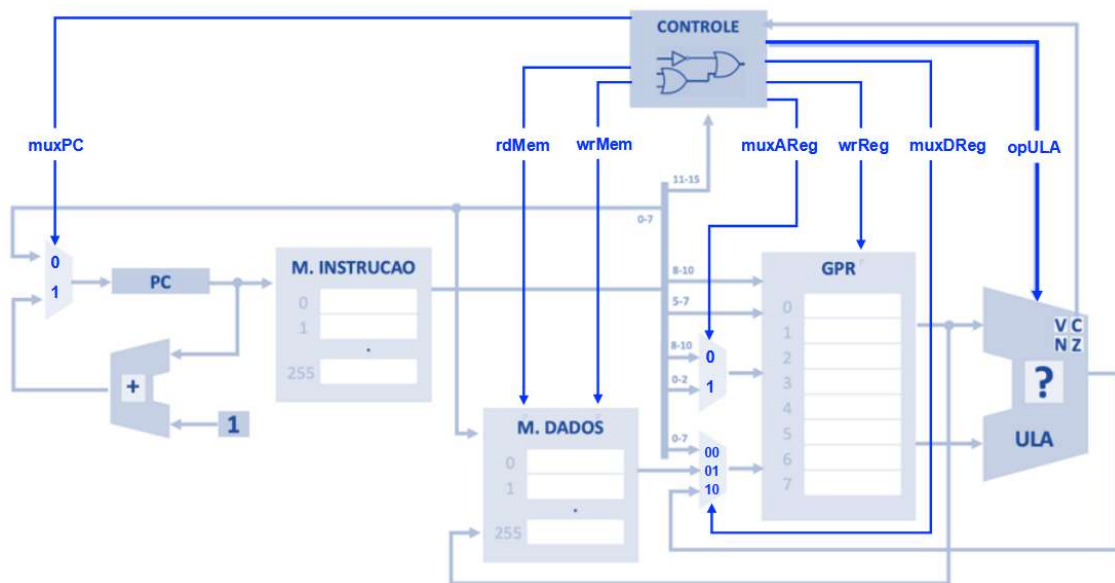 CONTROLE
muxPC
rdMem
wrMem
muxAReg
wrReg
muxDReg
opULA
11-15
0-7
0
1
PC
M. INSTRUCAO
0
1
.
255
+
1
8-10
5-7
8-10
0-2
0
1
GPR
0
1
2
3
4
5
6
7
V C
N Z
?
ULA
M. DADOS
0
1
.
255
0-7
00
01
10